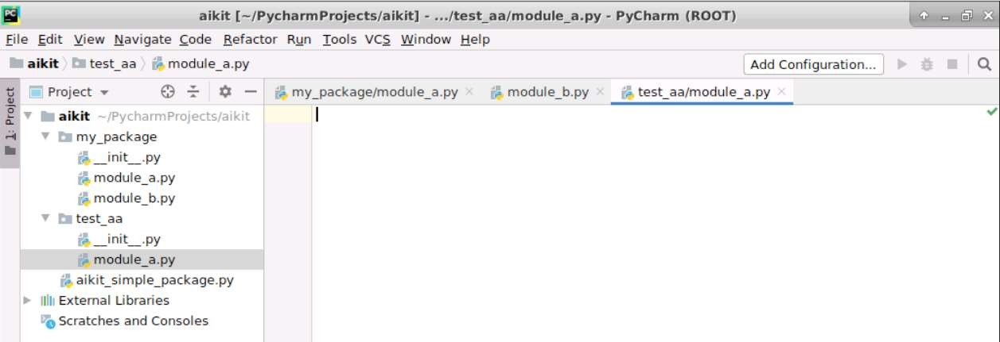 PC
aikit [~/PycharmProjects/aikit] - .../test_aa/module_a.py - PyCharm (ROOT)
File Edit View Navigate Code Refactor Run Tools VCS Window Help
aikit test_aa module_a.py Add Configuration...
1: Project
Project my_package/module_a.py module_b.py test_aa/module_a.py
aikit ~/PycharmProjects/aikit
my_package
__init__.py
module_a.py
module_b.py
test_aa
__init__.py
module_a.py
aikit_simple_package.py
External Libraries
Scratches and Consoles